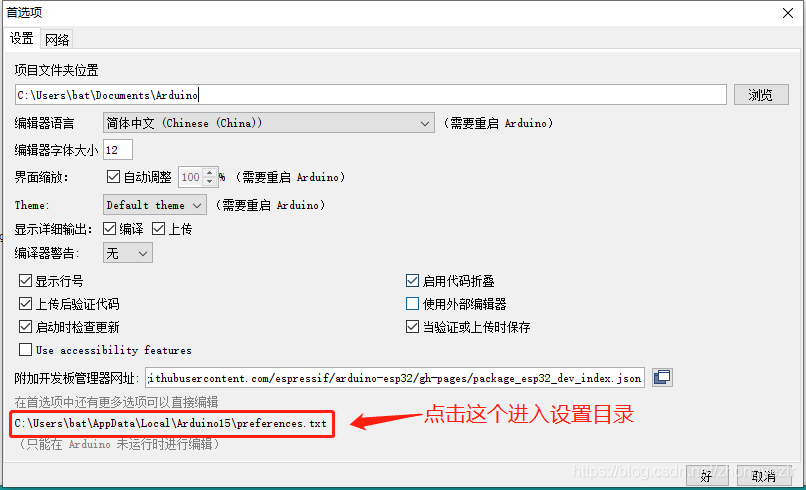 首选项
设置 网络
项目文件夹位置
C:\Users\bat\Documents\Arduino 浏览
编辑器语言 简体中文 (Chinese (China)) (需要重启 Arduino)
编辑器字体大小 12
界面缩放: 自动调整 100 % (需要重启 Arduino)
Theme: Default theme (需要重启 Arduino)
显示详细输出: 编译 上传
编译器警告: 无
显示行号 启用代码折叠
上传后验证代码 使用外部编辑器
启动时检查更新 当验证或上传时保存
Use accessibility features
附加开发板管理器网址: ithubusercontent.com/espressif/arduino-esp32/gh-pages/package_esp32_dev_index.json
在首选项中还有更多选项可以直接编辑
C:\Users\bat\AppData\Local\Arduino15\preferences.txt 点击这个进入设置目录
(只能在 Arduino 未运行时进行编辑)
好 取消